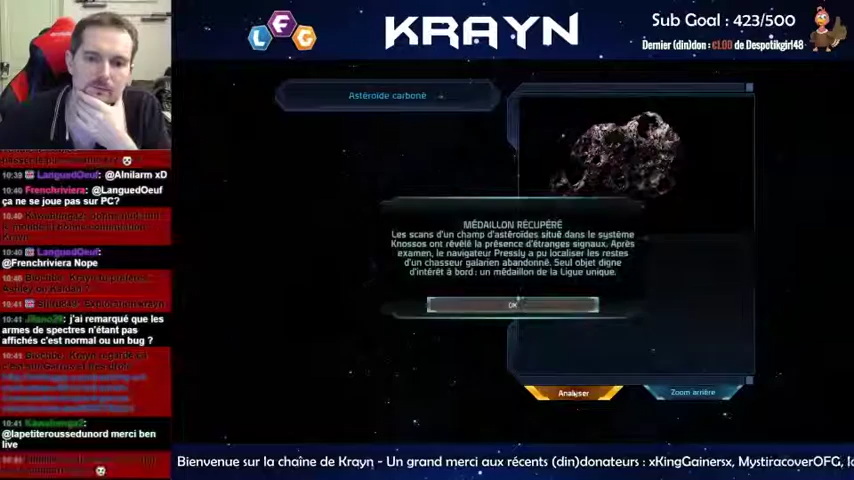 LFG
KRAYN
Sub Goal : 423/500
Dernier (din)don : €1.00 de Despotikgirl48
Astéroïde carboné
MÉDAILLON RÉCUPÉRÉ
Les scans d'un champ d'astéroïdes situé dans le système
Knossos ont révélé la présence d'étranges signaux. Après
examen, le navigateur Pressly a pu localiser les restes
d'un chasseur galarien abandonné. Seul objet digne
d'intérêt à bord : un médaillon de la Ligue unique.
OK
Analyser
Zoom arrière
10:39 LanguedOeuf: @Alnilarm xD
10:40 Frenchriviera: @LanguedOeuf
ça ne se joue pas sur PC?
10:40 LanguedOeuf:
@Frenchriviera Nope
10:41 j'ai remarqué que les
armes de spectres n'étant pas
affichés c'est normal ou un bug ?
10:41
@lapetiteroussedunord merci ben
live
Bienvenue sur la chaîne de Krayn - Un grand merci aux récents (din)donateurs : xKingGainersx, MystiracoverOFG,